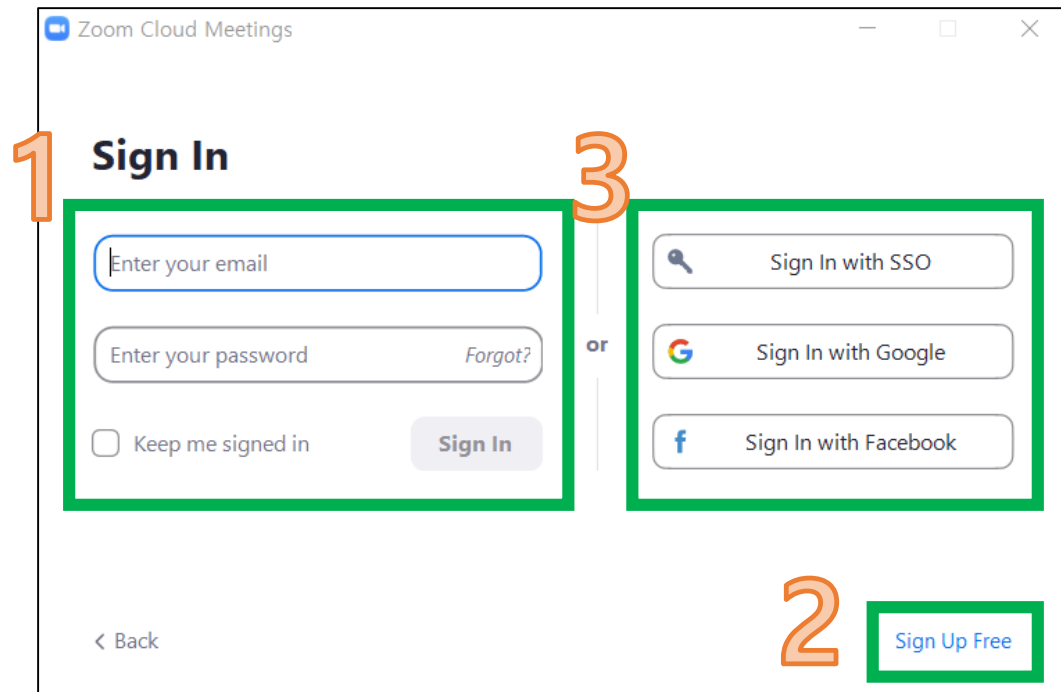 Zoom Cloud Meetings
1
Sign In
3
Enter your email
Enter your password Forgot?
Keep me signed in Sign In
or
Sign In with SSO
Sign In with Google
Sign In with Facebook
< Back
2
Sign Up Free